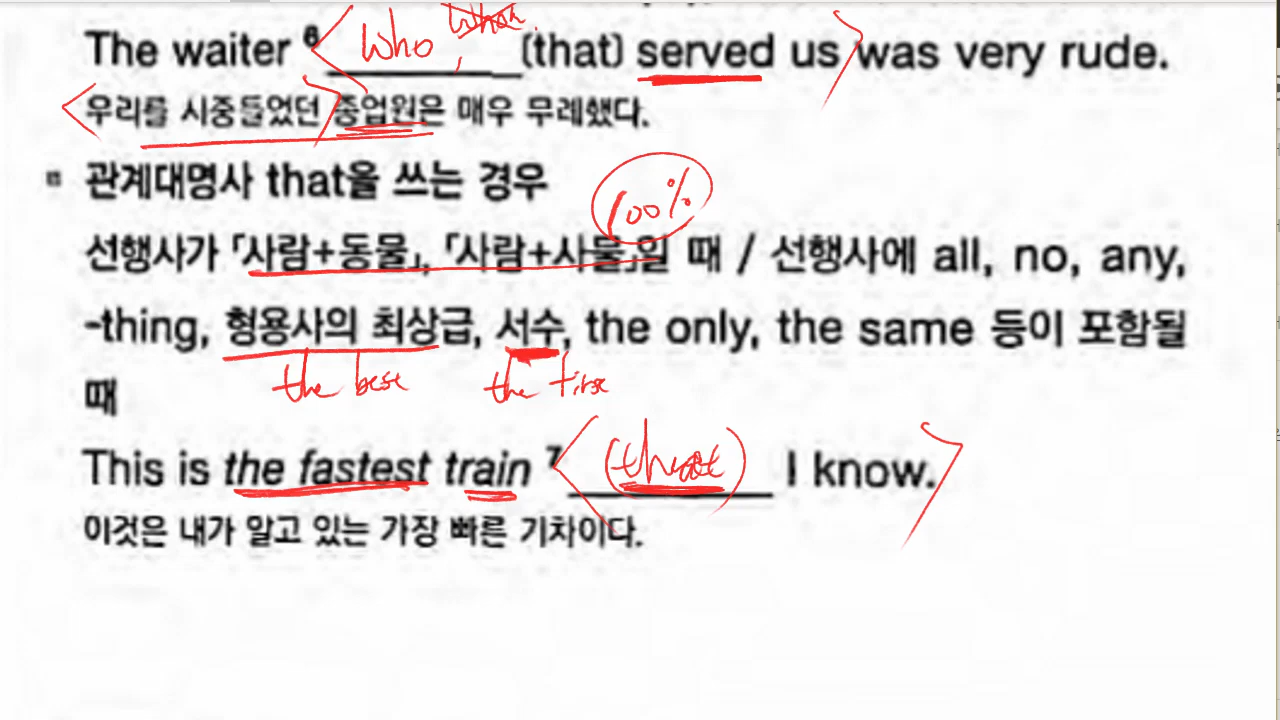 The waiter 6 who, whom (that) served us was very rude.
우리를 시중들었던 종업원은 매우 무례했다.
관계대명사 that을 쓰는 경우
100%
선행사가 「사람+동물」, 「사람+사물」일 때 / 선행사에 all, no, any,
-thing, 형용사의 최상급, 서수, the only, the same 등이 포함될
the best the first
때
This is the fastest train 7 (that) I know.
이것은 내가 알고 있는 가장 빠른 기차이다.